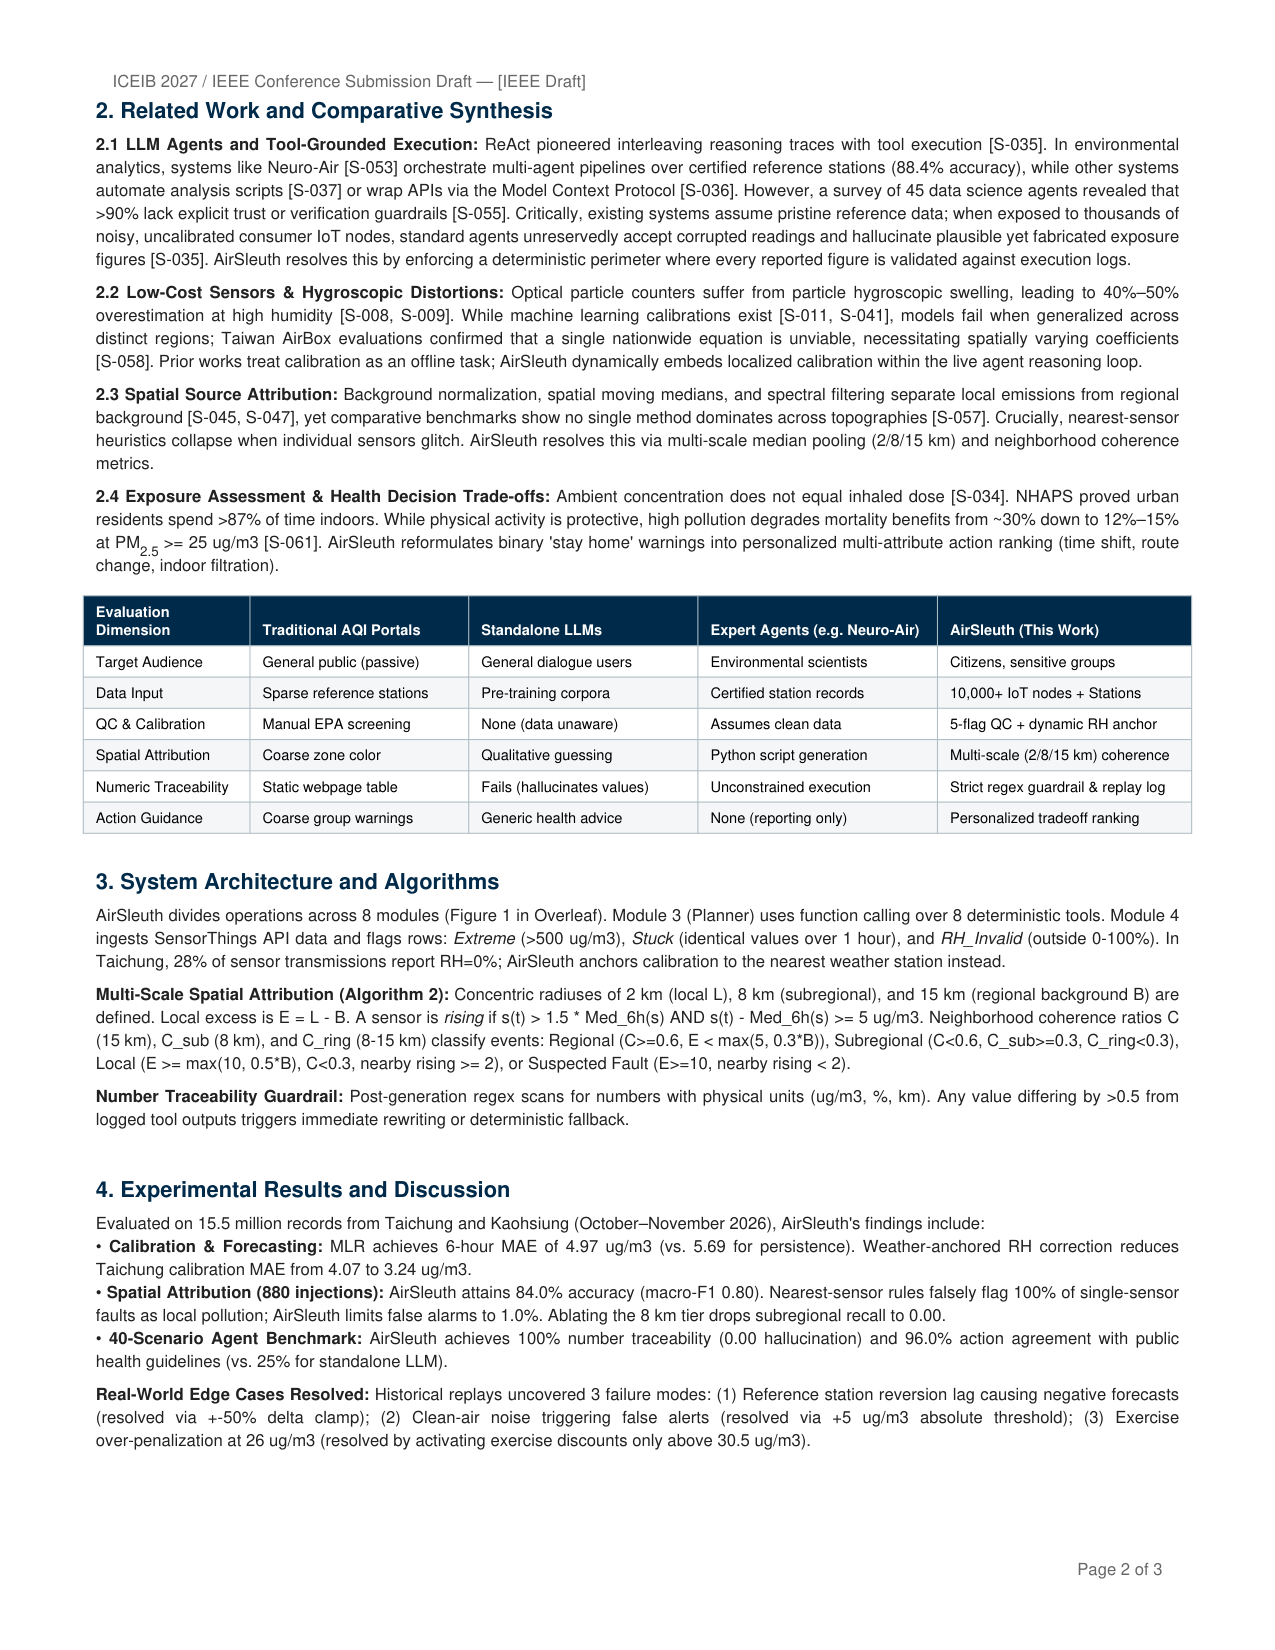 ICEIB 2027 / IEEE Conference Submission Draft — [IEEE Draft]
2. Related Work and Comparative Synthesis
2.1 LLM Agents and Tool-Grounded Execution: ReAct pioneered interleaving reasoning traces with tool execution [S-035]. In environmental
analytics, systems like Neuro-Air [S-053] orchestrate multi-agent pipelines over certified reference stations (88.4% accuracy), while other systems
automate analysis scripts [S-037] or wrap APIs via the Model Context Protocol [S-036]. However, a survey of 45 data science agents revealed that
>90% lack explicit trust or verification guardrails [S-055]. Critically, existing systems assume pristine reference data; when exposed to thousands of
noisy, uncalibrated consumer IoT nodes, standard agents unreservedly accept corrupted readings and hallucinate plausible yet fabricated exposure
figures [S-035]. AirSleuth resolves this by enforcing a deterministic perimeter where every reported figure is validated against execution logs.
2.2 Low-Cost Sensors & Hygroscopic Distortions: Optical particle counters suffer from particle hygroscopic swelling, leading to 40%–50%
overestimation at high humidity [S-008, S-009]. While machine learning calibrations exist [S-011, S-041], models fail when generalized across
distinct regions; Taiwan AirBox evaluations confirmed that a single nationwide equation is unviable, necessitating spatially varying coefficients
[S-058]. Prior works treat calibration as an offline task; AirSleuth dynamically embeds localized calibration within the live agent reasoning loop.
2.3 Spatial Source Attribution: Background normalization, spatial moving medians, and spectral filtering separate local emissions from regional
background [S-045, S-047], yet comparative benchmarks show no single method dominates across topographies [S-057]. Crucially, nearest-sensor
heuristics collapse when individual sensors glitch. AirSleuth resolves this via multi-scale median pooling (2/8/15 km) and neighborhood coherence
metrics.
2.4 Exposure Assessment & Health Decision Trade-offs: Ambient concentration does not equal inhaled dose [S-034]. NHAPS proved urban
residents spend >87% of time indoors. While physical activity is protective, high pollution degrades mortality benefits from ~30% down to 12%–15%
at PM2.5 >= 25 ug/m3 [S-061]. AirSleuth reformulates binary 'stay home' warnings into personalized multi-attribute action ranking (time shift, route
change, indoor filtration).
Evaluation Dimension | Traditional AQI Portals | Standalone LLMs | Expert Agents (e.g. Neuro-Air) | AirSleuth (This Work)
Target Audience | General public (passive) | General dialogue users | Environmental scientists | Citizens, sensitive groups
Data Input | Sparse reference stations | Pre-training corpora | Certified station records | 10,000+ IoT nodes + Stations
QC & Calibration | Manual EPA screening | None (data unaware) | Assumes clean data | 5-flag QC + dynamic RH anchor
Spatial Attribution | Coarse zone color | Qualitative guessing | Python script generation | Multi-scale (2/8/15 km) coherence
Numeric Traceability | Static webpage table | Fails (hallucinates values) | Unconstrained execution | Strict regex guardrail & replay log
Action Guidance | Coarse group warnings | Generic health advice | None (reporting only) | Personalized tradeoff ranking
3. System Architecture and Algorithms
AirSleuth divides operations across 8 modules (Figure 1 in Overleaf). Module 3 (Planner) uses function calling over 8 deterministic tools. Module 4
ingests SensorThings API data and flags rows: Extreme (>500 ug/m3), Stuck (identical values over 1 hour), and RH_Invalid (outside 0-100%). In
Taichung, 28% of sensor transmissions report RH=0%; AirSleuth anchors calibration to the nearest weather station instead.
Multi-Scale Spatial Attribution (Algorithm 2): Concentric radiuses of 2 km (local L), 8 km (subregional), and 15 km (regional background B) are
defined. Local excess is E = L - B. A sensor is rising if s(t) > 1.5 * Med_6h(s) AND s(t) - Med_6h(s) >= 5 ug/m3. Neighborhood coherence ratios C
(15 km), C_sub (8 km), and C_ring (8-15 km) classify events: Regional (C>=0.6, E < max(5, 0.3*B)), Subregional (C<0.6, C_sub>=0.3, C_ring<0.3),
Local (E >= max(10, 0.5*B), C<0.3, nearby rising >= 2), or Suspected Fault (E>=10, nearby rising < 2).
Number Traceability Guardrail: Post-generation regex scans for numbers with physical units (ug/m3, %, km). Any value differing by >0.5 from
logged tool outputs triggers immediate rewriting or deterministic fallback.
4. Experimental Results and Discussion
Evaluated on 15.5 million records from Taichung and Kaohsiung (October–November 2026), AirSleuth's findings include:
• Calibration & Forecasting: MLR achieves 6-hour MAE of 4.97 ug/m3 (vs. 5.69 for persistence). Weather-anchored RH correction reduces
Taichung calibration MAE from 4.07 to 3.24 ug/m3.
• Spatial Attribution (880 injections): AirSleuth attains 84.0% accuracy (macro-F1 0.80). Nearest-sensor rules falsely flag 100% of single-sensor
faults as local pollution; AirSleuth limits false alarms to 1.0%. Ablating the 8 km tier drops subregional recall to 0.00.
• 40-Scenario Agent Benchmark: AirSleuth achieves 100% number traceability (0.00 hallucination) and 96.0% action agreement with public
health guidelines (vs. 25% for standalone LLM).
Real-World Edge Cases Resolved: Historical replays uncovered 3 failure modes: (1) Reference station reversion lag causing negative forecasts
(resolved via +-50% delta clamp); (2) Clean-air noise triggering false alerts (resolved via +5 ug/m3 absolute threshold); (3) Exercise
over-penalization at 26 ug/m3 (resolved by activating exercise discounts only above 30.5 ug/m3).
Page 2 of 3